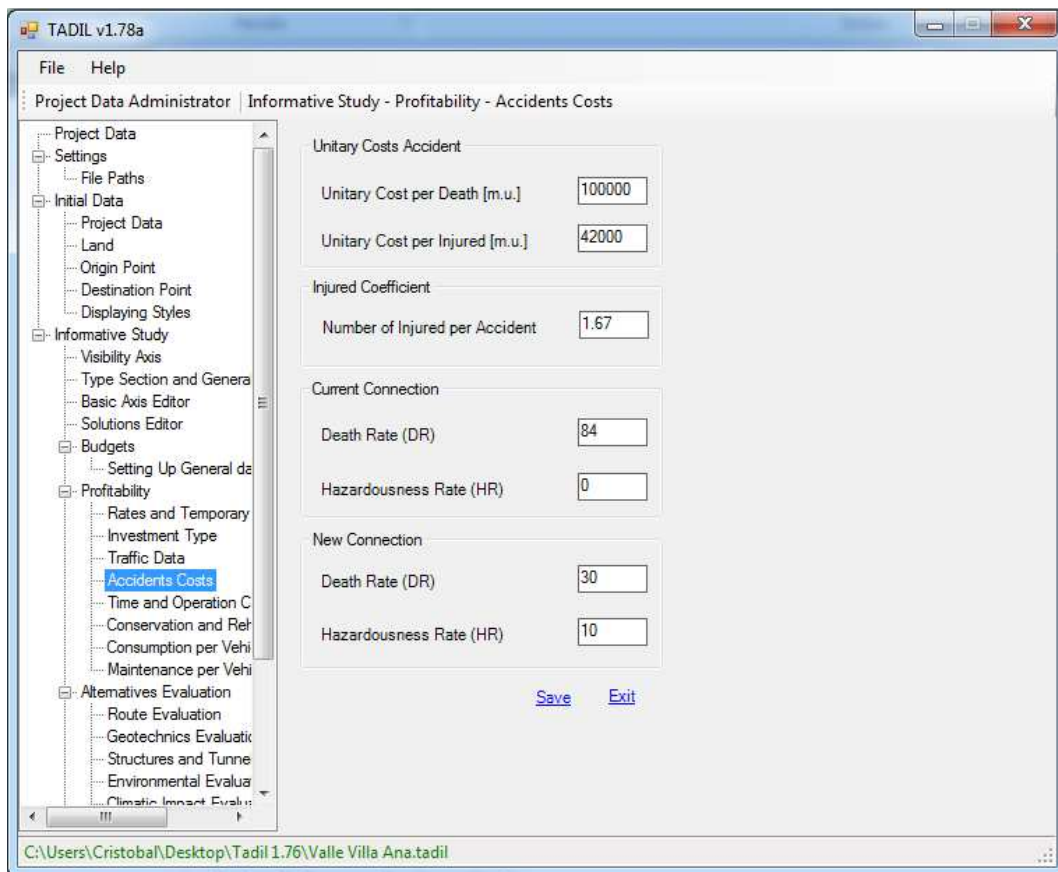 TADIL v1.78a
File Help
Project Data Administrator Informative Study - Profitability - Accidents Costs
Project Data
Settings
File Paths
Initial Data
Project Data
Land
Origin Point
Destination Point
Displaying Styles
Informative Study
Visibility Axis
Type Section and Genera
Basic Axis Editor
Solutions Editor
Budgets
Setting Up General da
Profitability
Rates and Temporary
Investment Type
Traffic Data
Accidents Costs
Time and Operation C
Conservation and Reh
Consumption per Vehi
Maintenance per Vehi
Alternatives Evaluation
Route Evaluation
Geotechnics Evaluatio
Structures and Tunne
Environmental Evalua
Climatic Impact Evalu
Unitary Costs Accident
Unitary Cost per Death [m.u.] 100000
Unitary Cost per Injured [m.u.] 42000
Injured Coefficient
Number of Injured per Accident 1.67
Current Connection
Death Rate (DR) 84
Hazardousness Rate (HR) 0
New Connection
Death Rate (DR) 30
Hazardousness Rate (HR) 10
Save Exit
C:\Users\Cristobal\Desktop\Tadil 1.76\Valle Villa Ana.tadil